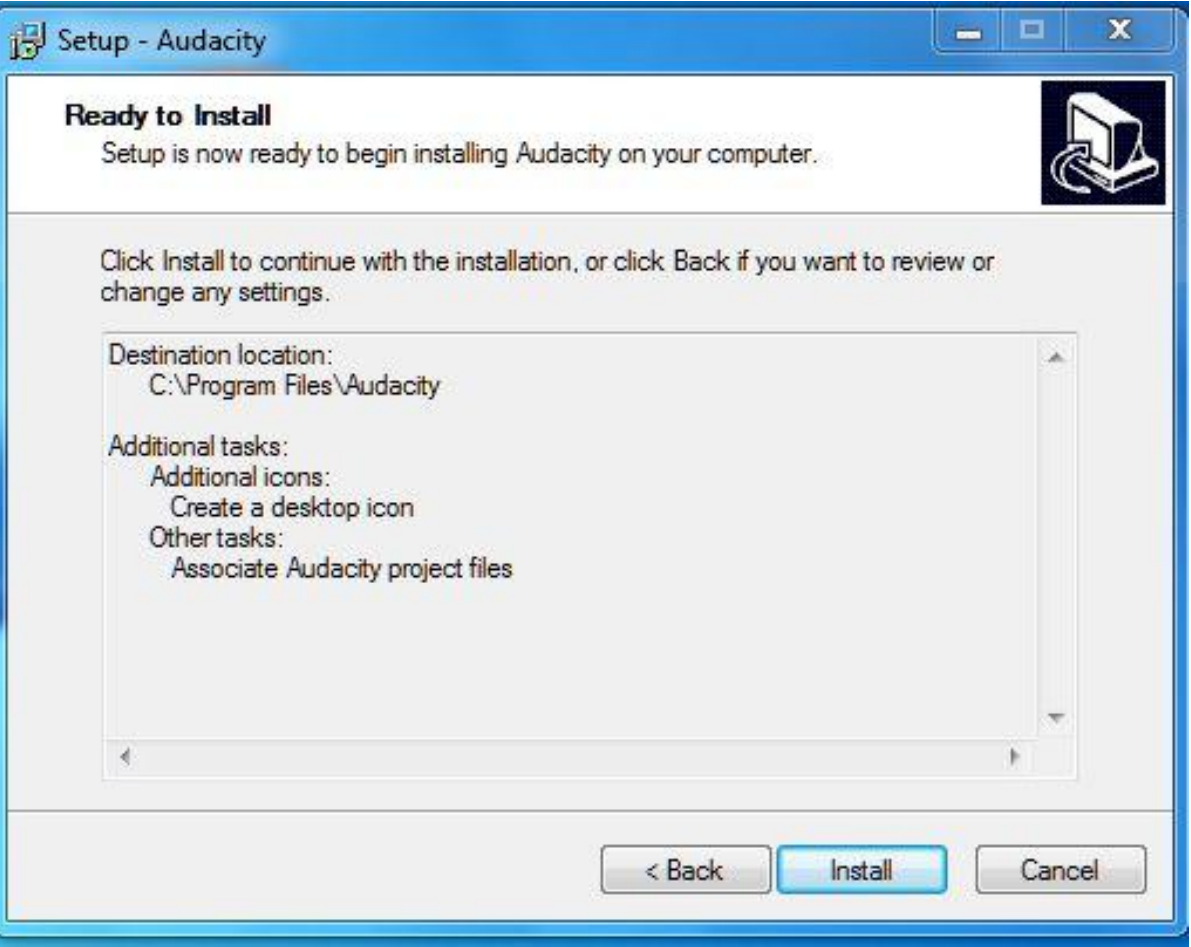 Setup - Audacity
Ready to Install
Setup is now ready to begin installing Audacity on your computer.
Click Install to continue with the installation, or click Back if you want to review or
change any settings.
Destination location:
C:\Program Files\Audacity
Additional tasks:
Additional icons:
Create a desktop icon
Other tasks:
Associate Audacity project files
< Back
Install
Cancel